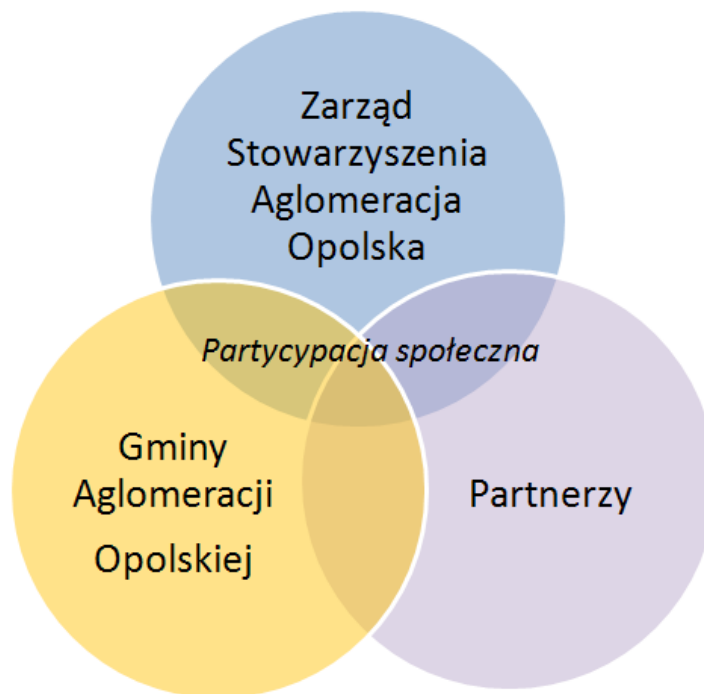 Zarząd
Stowarzyszenia
Aglomeracja
Opolska
Partycypacja społeczna
Gminy
Aglomeracji
Opolskiej
Partnerzy